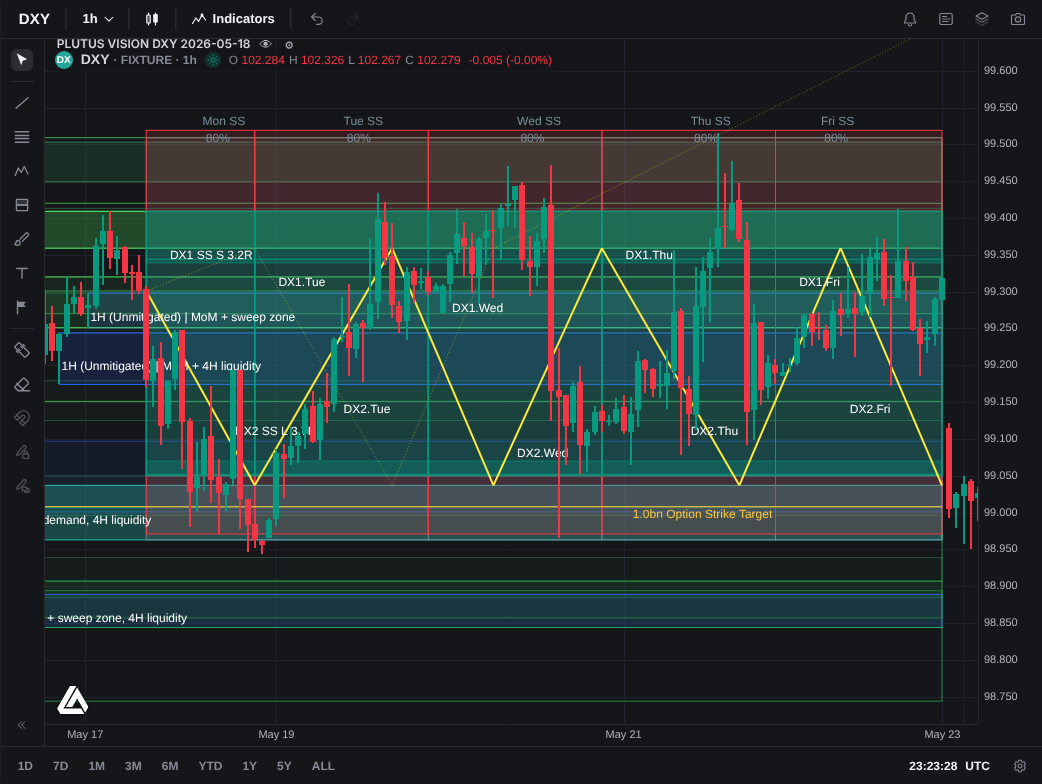 DXY 1h Indicators
PLUTUS VISION DXY 2026-05-18
DX DXY · FIXTURE · 1h O 102.284 H 102.326 L 102.267 C 102.279 -0.005 (-0.00%)
99.600
99.550
Mon SS Tue SS Wed SS Thu SS Fri SS
80% 80% 80% 80% 80%
99.500
99.450
99.400
DX1 SS S 3.2R DX1.Thu
99.350
DX1.Tue DX1.Fri
99.300
DX1.Wed
1H (Unmitigated) | MoM + sweep zone
99.250
1H (Unmitigated) | + 4H liquidity
99.200
99.150
DX2.Tue DX2.Fri
DX2 SS L DX2.Thu
99.100
DX2.Wed
99.050
99.000
demand, 4H liquidity 1.0bn Option Strike Target
98.950
98.900
98.850
+ sweep zone, 4H liquidity
98.800
98.750
May 17 May 19 May 21 May 23
1D 7D 1M 3M 6M YTD 1Y 5Y ALL 23:23:28 UTC